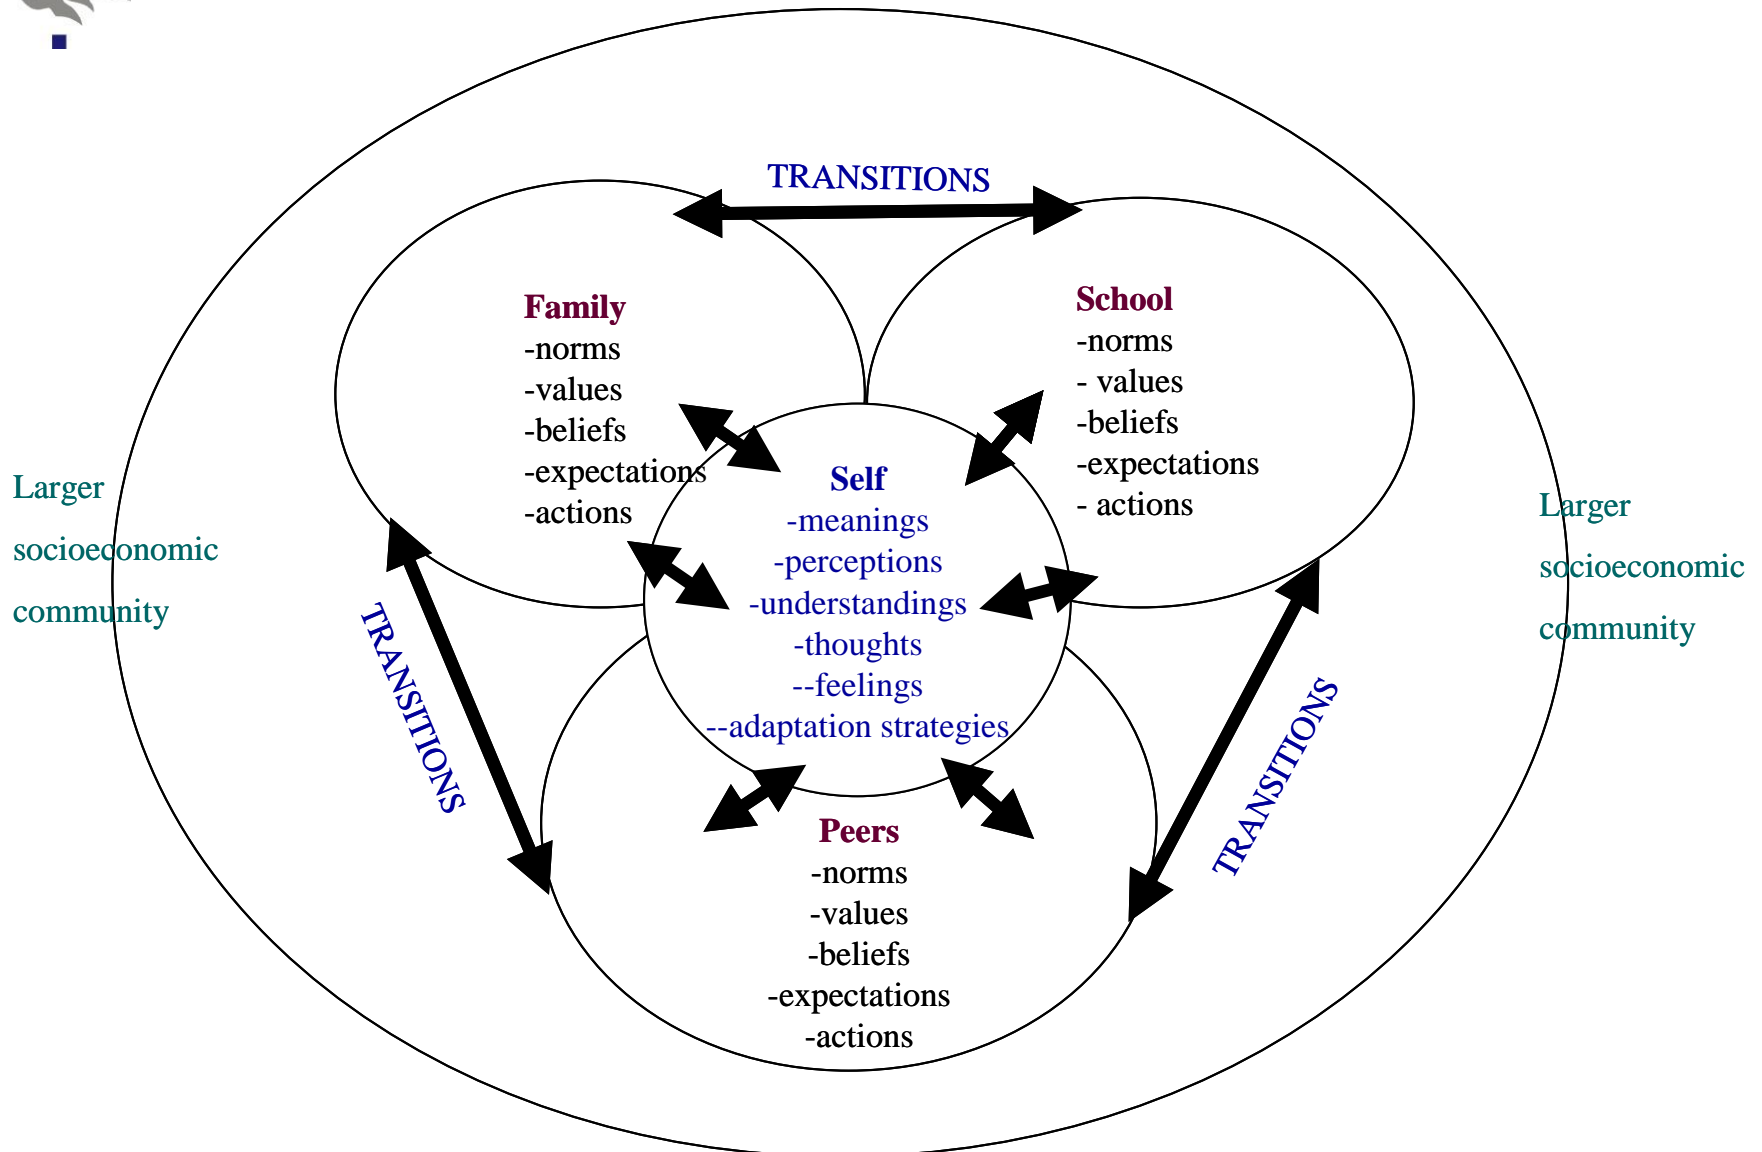 TRANSITIONS
Family
-norms
-values
-beliefs
-expectations
-actions
School
-norms
- values
-beliefs
-expectations
- actions
Self
-meanings
-perceptions
-understandings
-thoughts
--feelings
--adaptation strategies
Larger
socioeconomic
community
Larger
socioeconomic
community
TRANSITIONS
TRANSITIONS
Peers
-norms
-values
-beliefs
-expectations
-actions